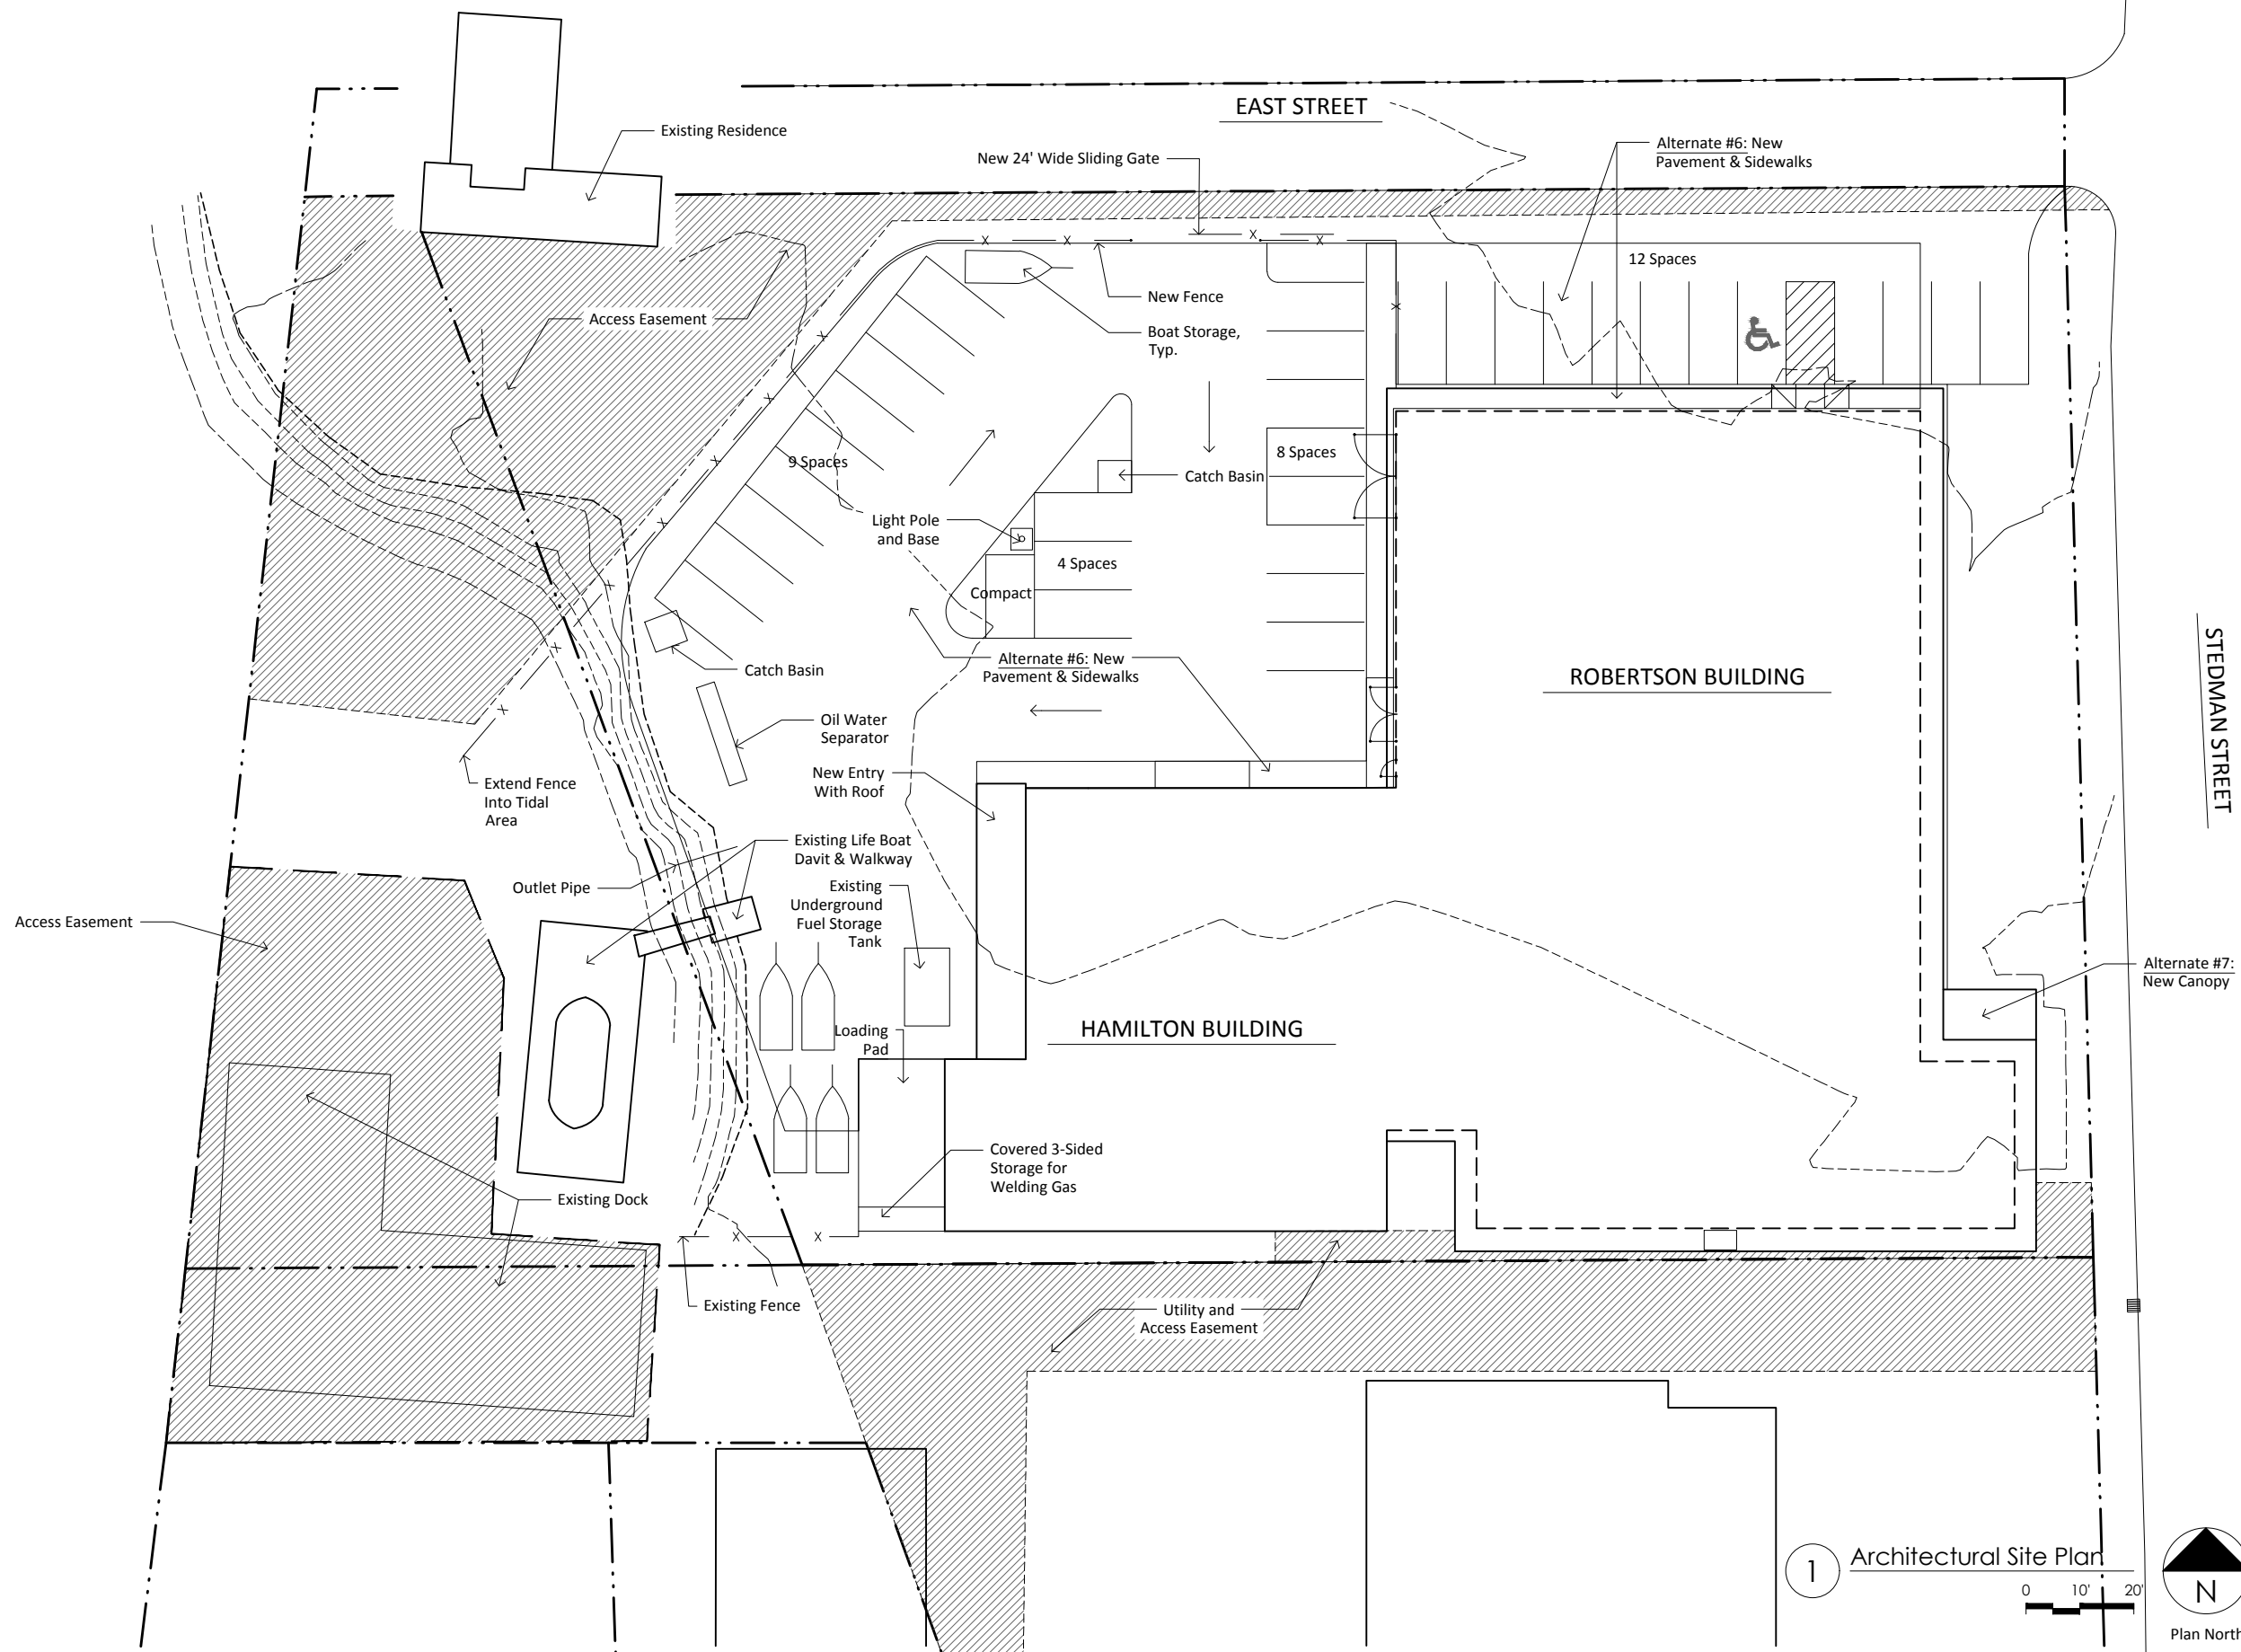 EAST STREET
Existing Residence
Alternate #6: New
Pavement & Sidewalks
New 24' Wide Sliding Gate
12 Spaces
New Fence
Access Easement
Boat Storage,
Typ.
8 Spaces
9 Spaces
Catch Basin
Light Pole
and Base
4 Spaces
Compact
STEDMAN STREET
Alternate #6: New
Pavement & Sidewalks
Catch Basin
ROBERTSON BUILDING
Oil Water
Separator
New Entry
With Roof
Extend Fence
Into Tidal
Area
Existing Life Boat
Davit & Walkway
Outlet Pipe
Existing
Underground
Fuel Storage
Tank
Access Easement
Alternate #7:
New Canopy
HAMILTON BUILDING
Loading
Pad
Covered 3-Sided
Storage for
Welding Gas
Existing Dock
Existing Fence
Utility and
Access Easement
1
Architectural Site Plan
0 10' 20'
N
Plan North